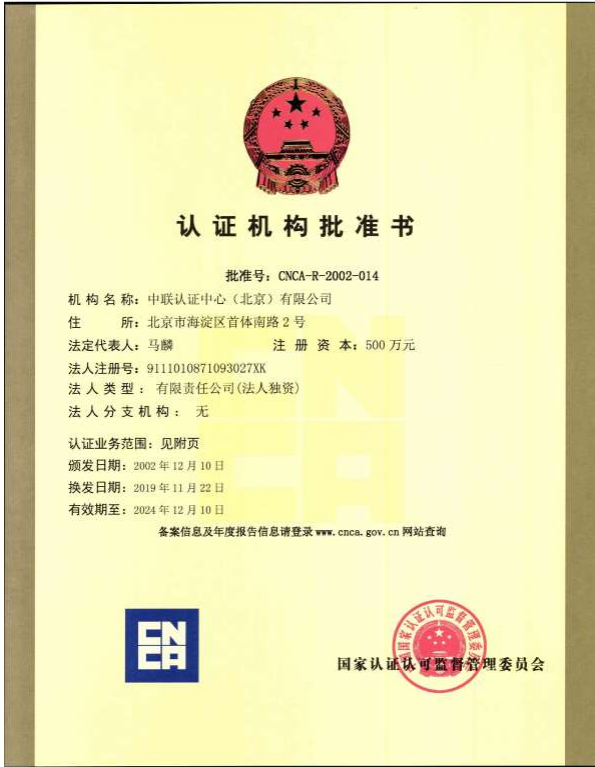 认证机构批准书
批准号：CNCA-R-2002-014
机构名称：中联认证中心（北京）有限公司
住 所：北京市海淀区首体南路2号
法定代表人：马麟 注册资本：500万元
法人注册号：9111010871093027XK
法人类型：有限责任公司(法人独资)
法人分支机构：无
认证业务范围：见附页
颁发日期：2002年12月10日
换发日期：2019年11月22日
有效期至：2024年12月10日
备案信息及年度报告信息请登录www.cnca.gov.cn网站查询
CN
CA
国家认证认可监督管理委员会